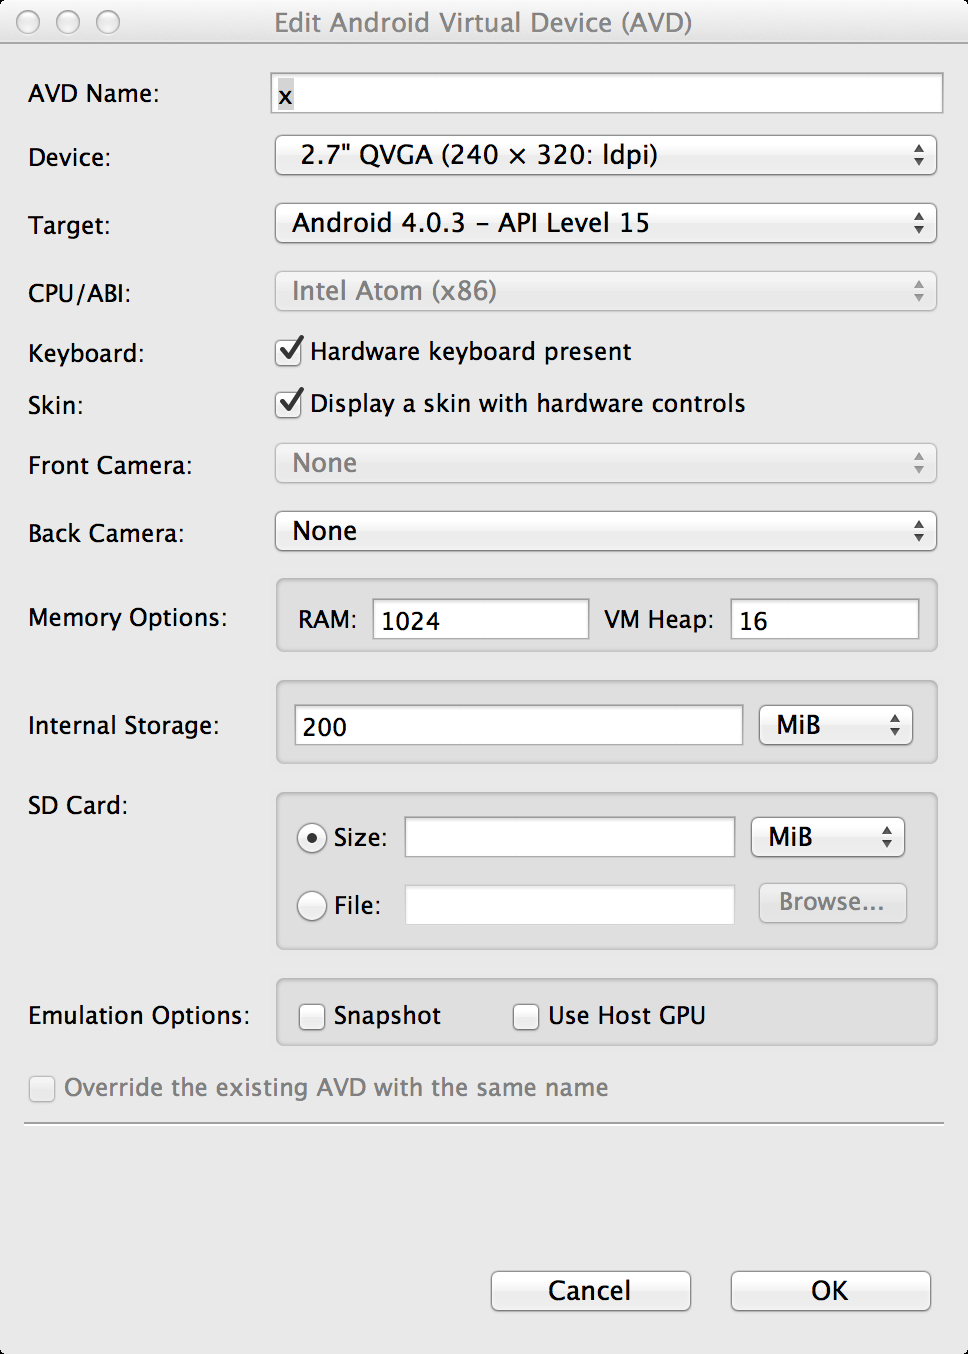 Edit Android Virtual Device (AVD)
AVD Name: x
Device: 2.7" QVGA (240 × 320: ldpi)
Target: Android 4.0.3 – API Level 15
CPU/ABI: Intel Atom (x86)
Keyboard: Hardware keyboard present
Skin: Display a skin with hardware controls
Front Camera: None
Back Camera: None
Memory Options: RAM: 1024 VM Heap: 16
Internal Storage: 200 MiB
SD Card:
Size: MiB
File: Browse...
Emulation Options: Snapshot Use Host GPU
Override the existing AVD with the same name
Cancel OK